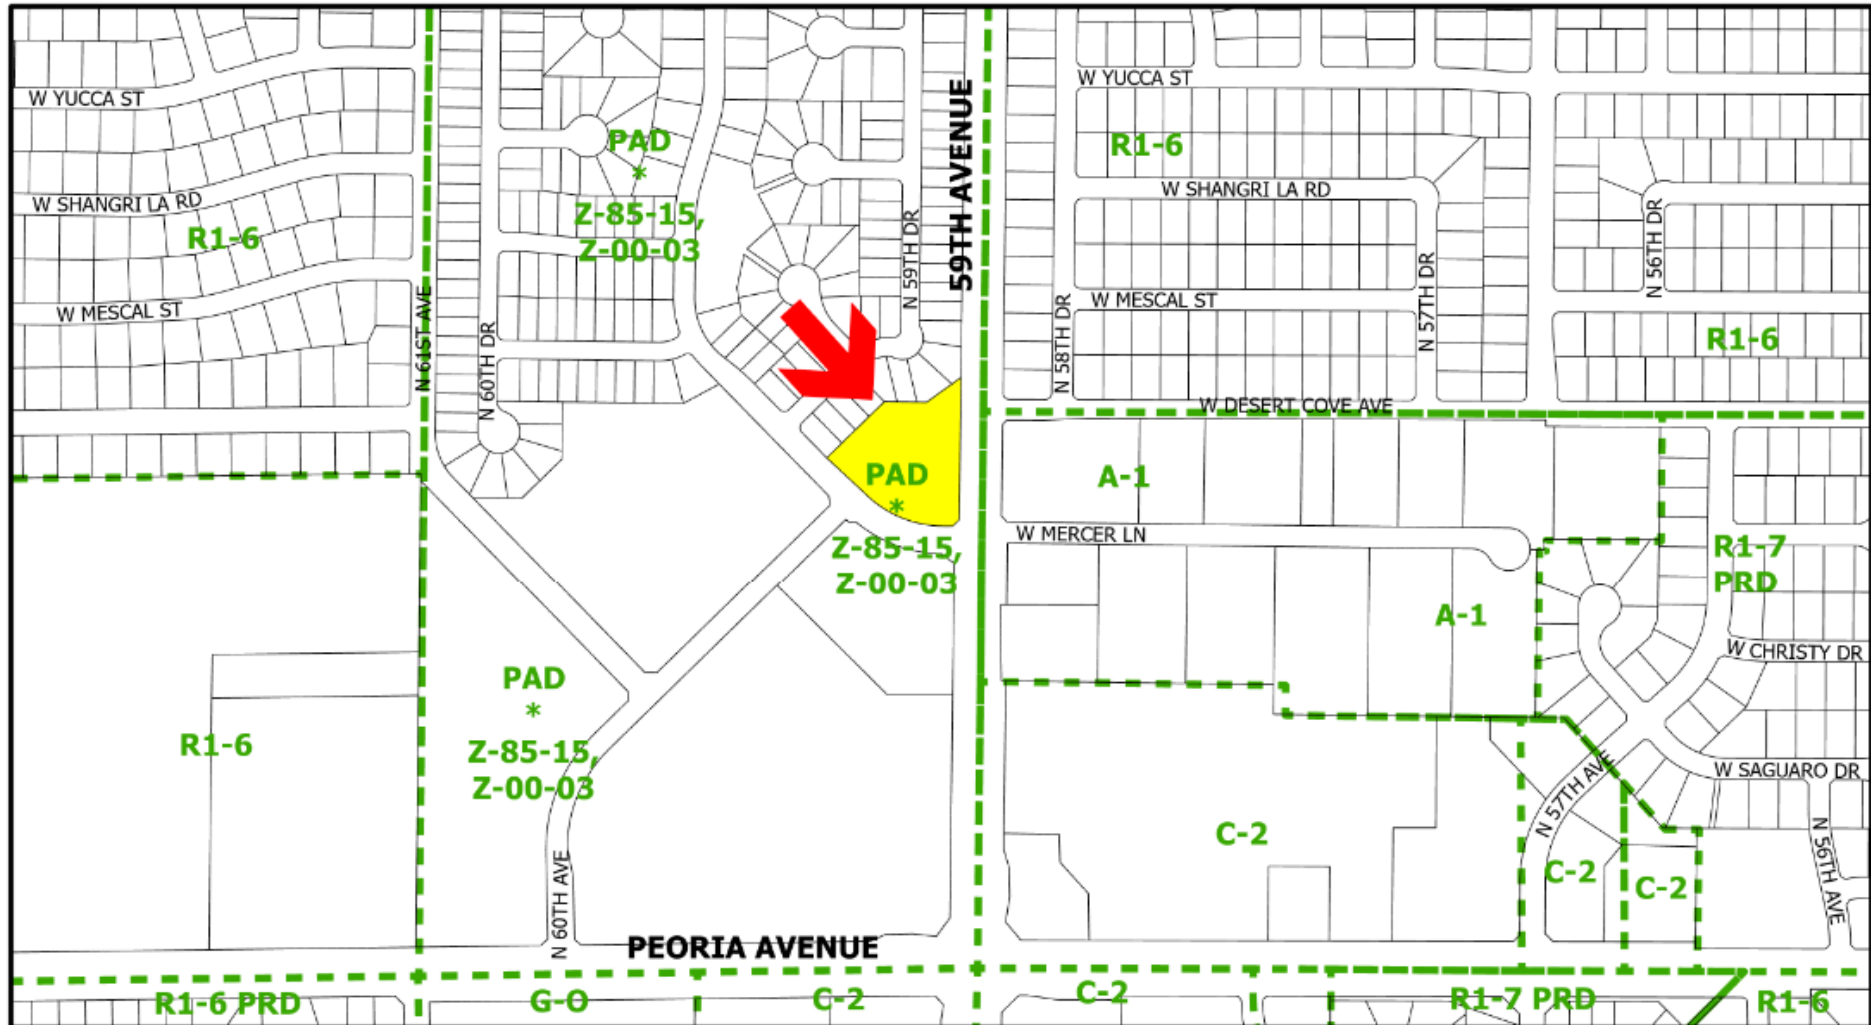 W YUCCA ST
W YUCCA ST
PAD
*
59TH AVENUE
R1-6
W SHANGRI LA RD
W SHANGRI LA RD
R1-6
Z-85-15,
Z-00-03
N 59TH DR
N 56TH DR
W MESCAL ST
N 61ST AVE
N 60TH DR
W MESCAL ST
N 58TH DR
N 57TH DR
R1-6
W DESERT COVE AVE
PAD
*
A-1
Z-85-15,
Z-00-03
W MERCER LN
R1-7
PRD
A-1
W CHRISTY DR
PAD
*
R1-6
Z-85-15,
Z-00-03
W SAGUARO DR
N 57TH AVE
C-2
C-2
C-2
N 56TH AVE
N 60TH AVE
PEORIA AVENUE
R1-6 PRD
G-O
C-2
C-2
R1-7 PRD
R1-6